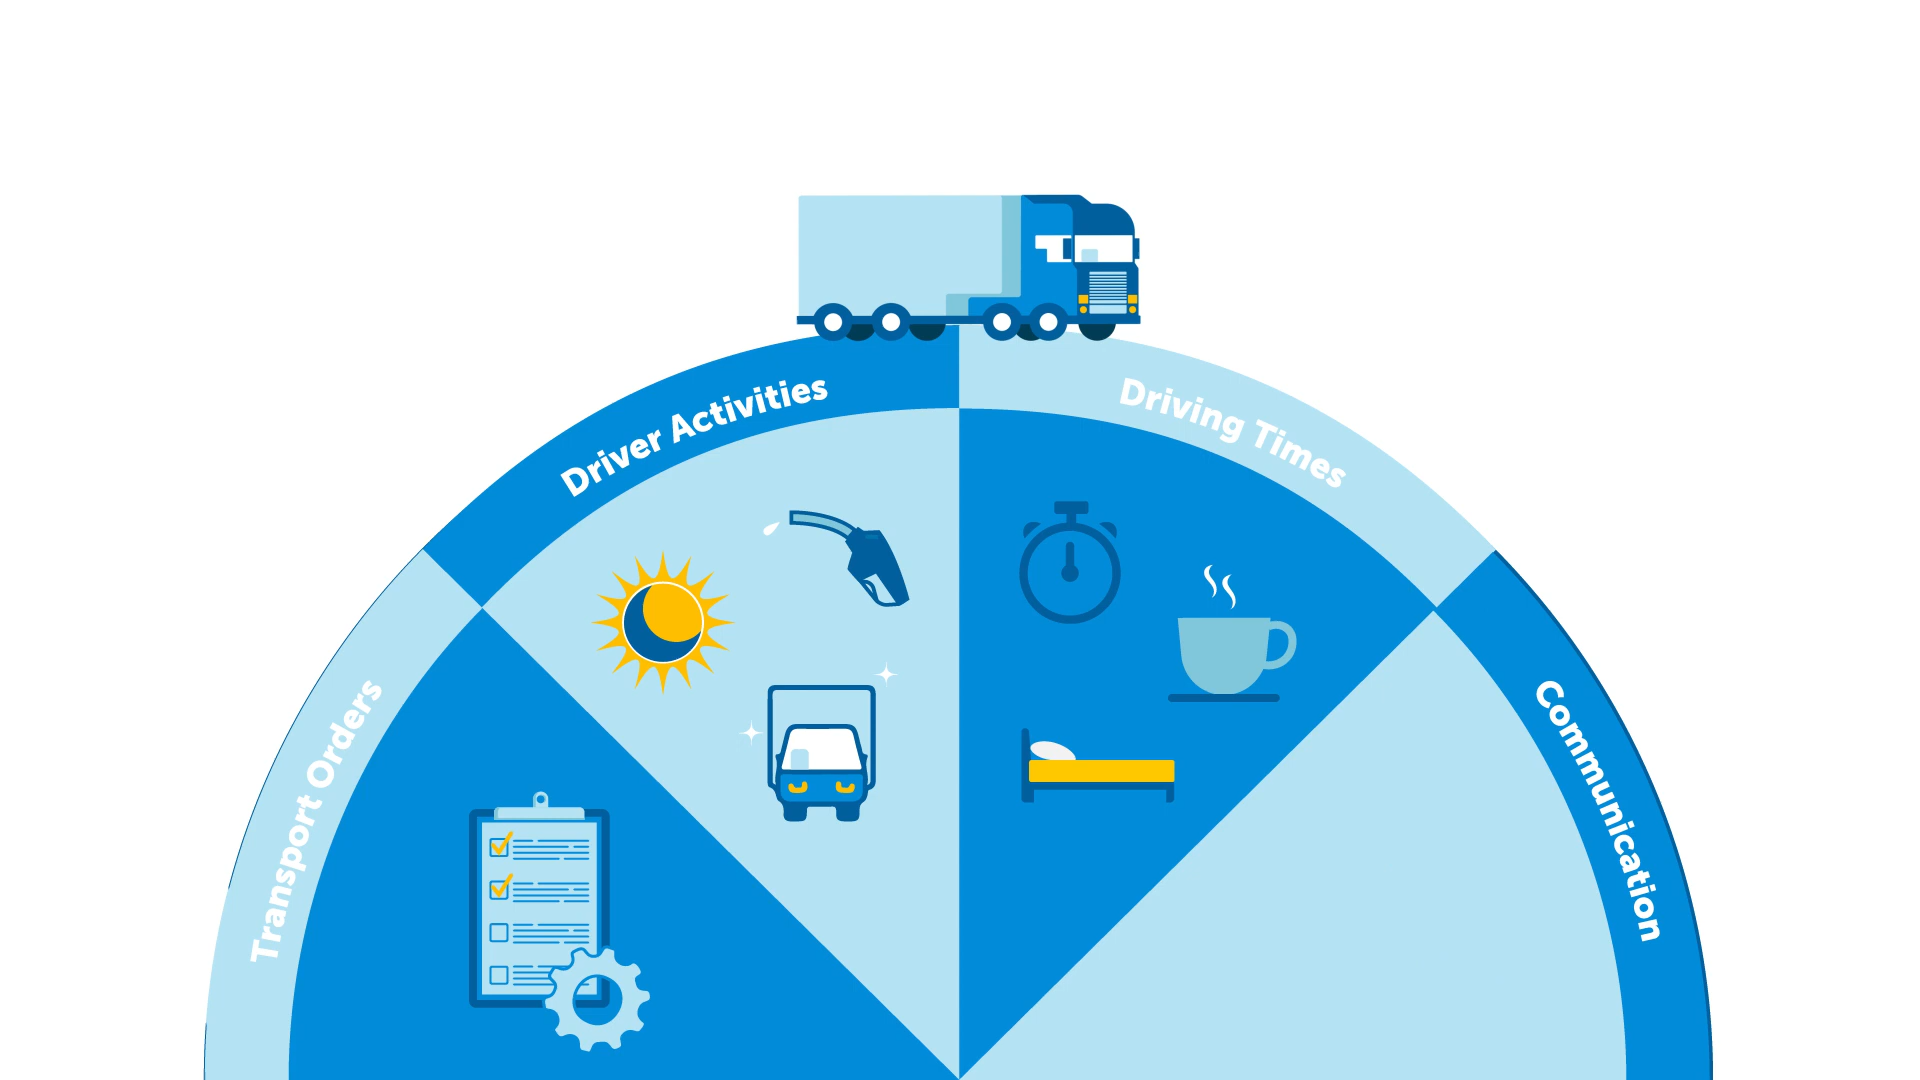 Transport Orders
Driver Activities
Driving Times
Communication